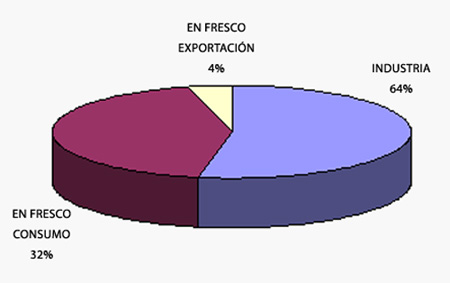 EN FRESCO
EXPORTACIÓN
4%
INDUSTRIA
64%
EN FRESCO
CONSUMO
32%